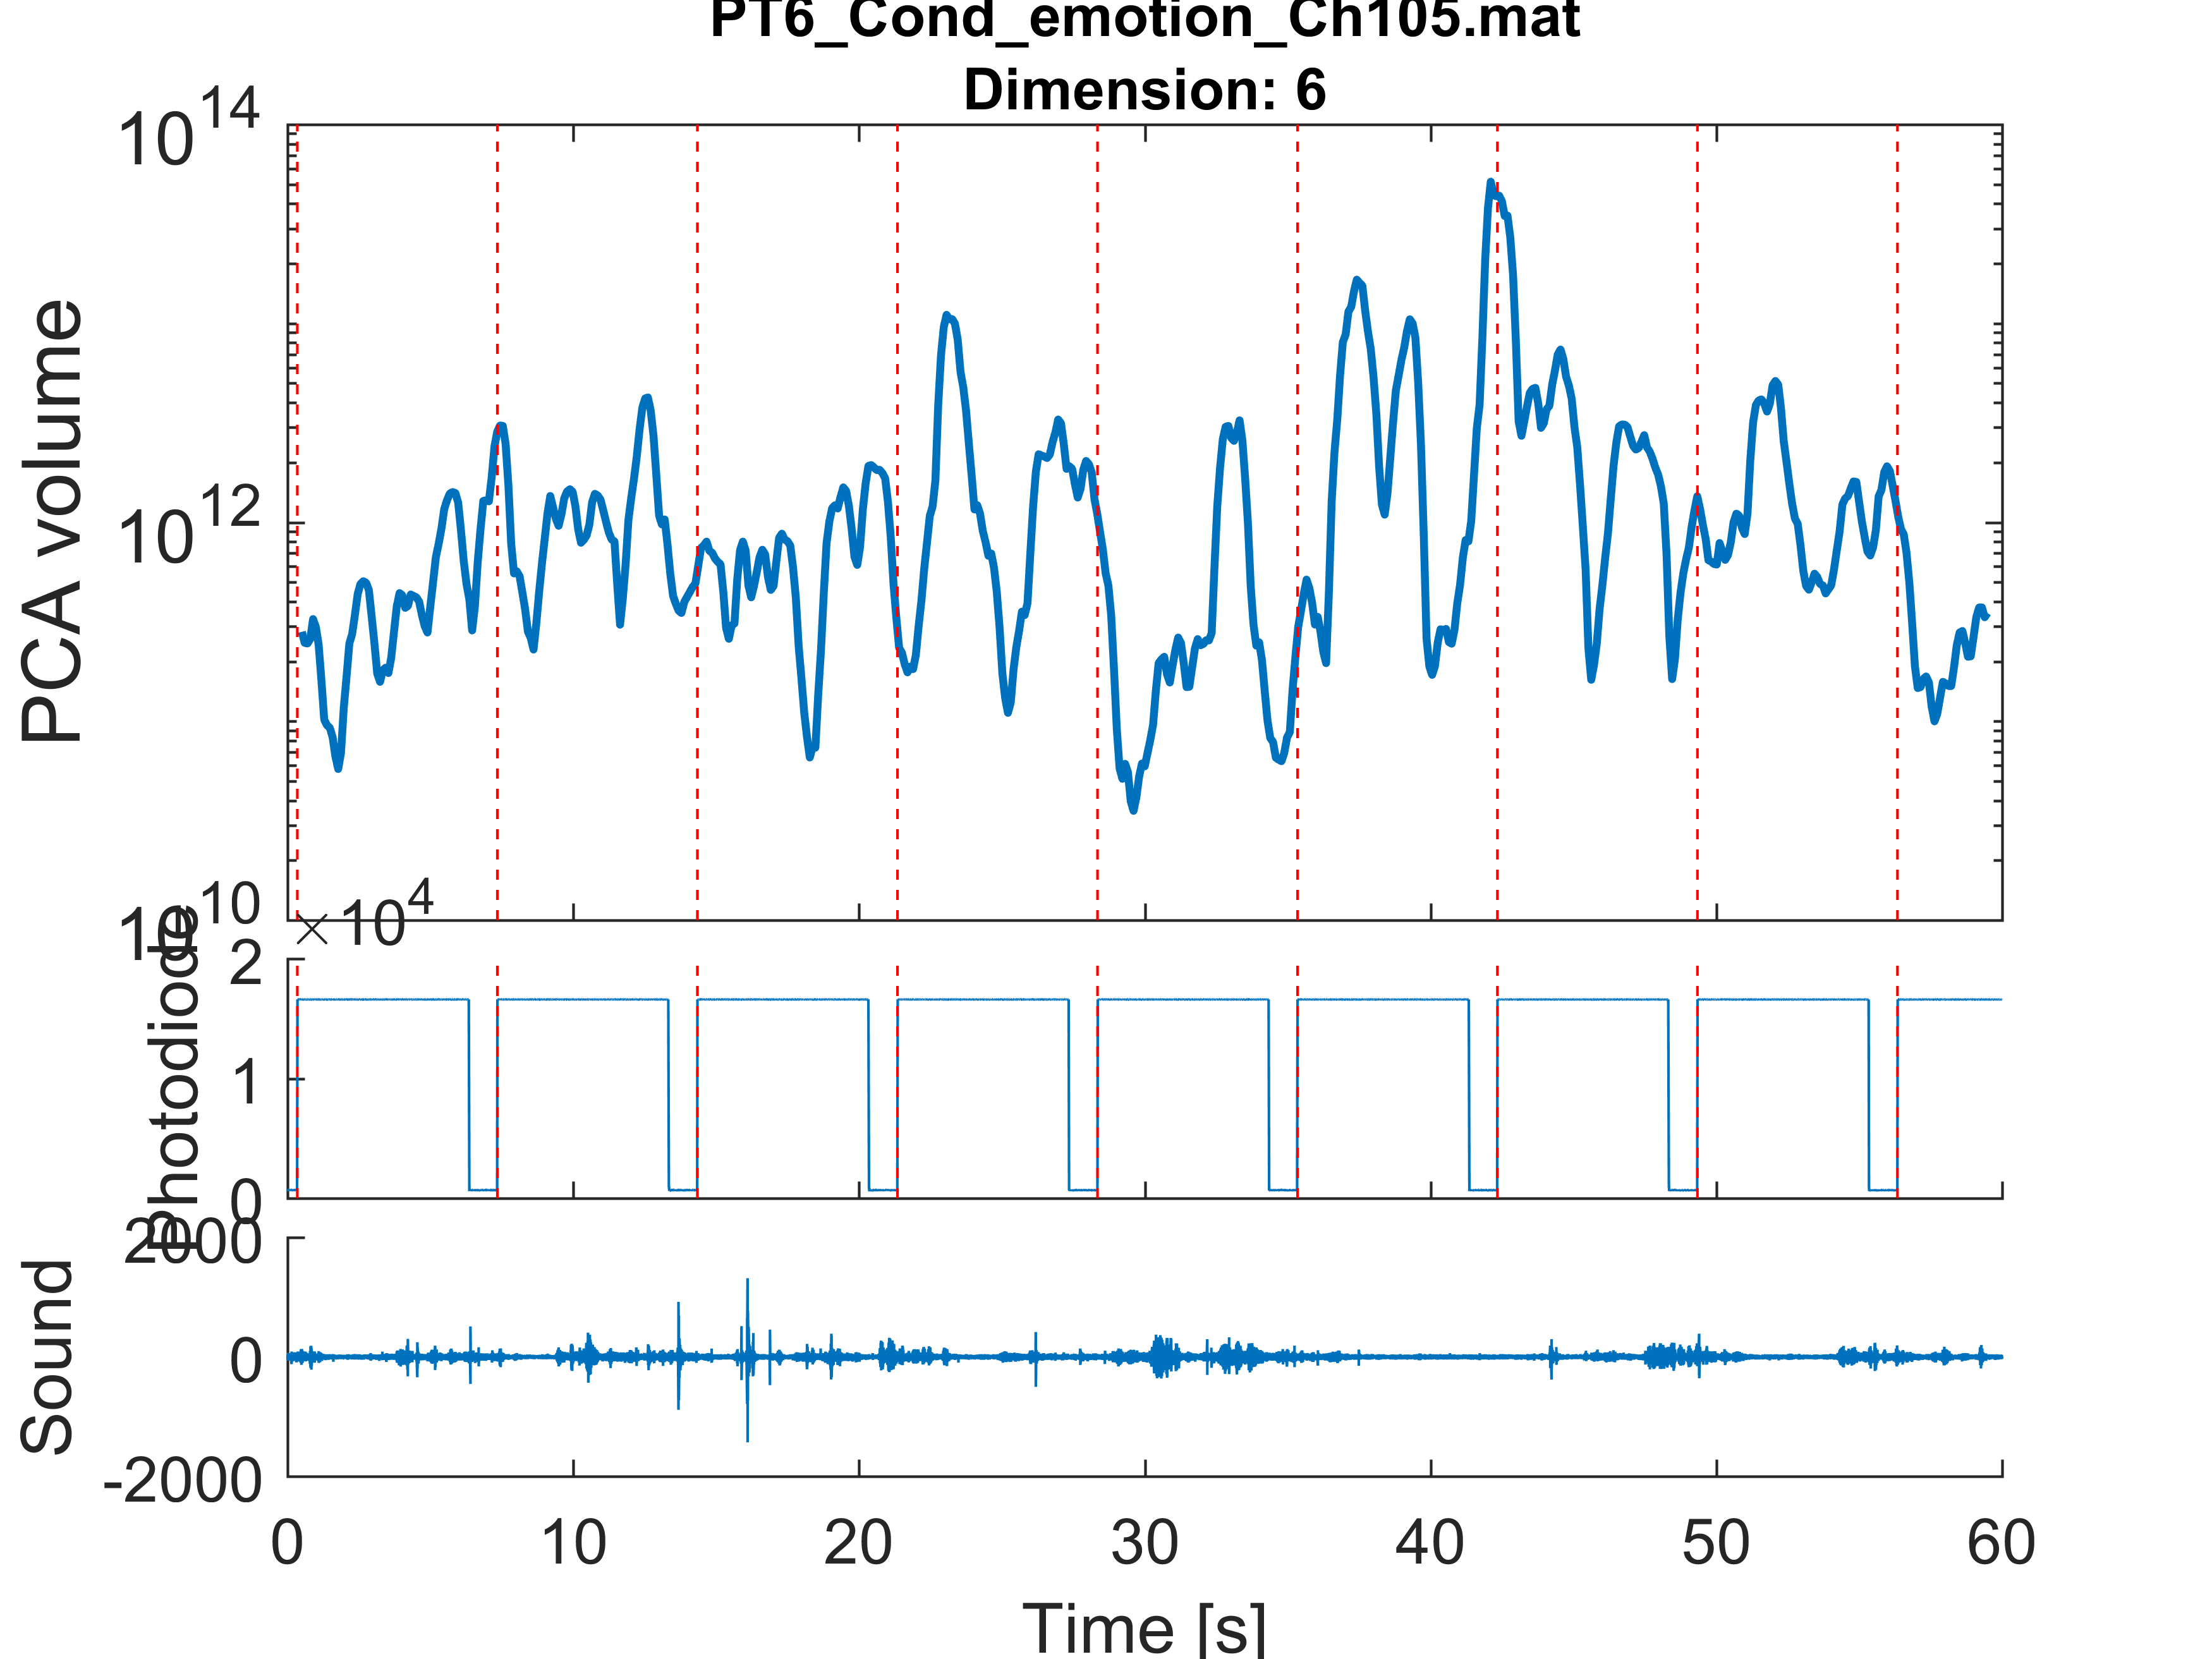 PT6_Cond_emotion_Ch105.mat
Dimension: 6
10^14
10^12
10^10
PCA volume
×10^4
2
1
0
Photodiode
2000
0
-2000
Sound
0 10 20 30 40 50 60
Time [s]